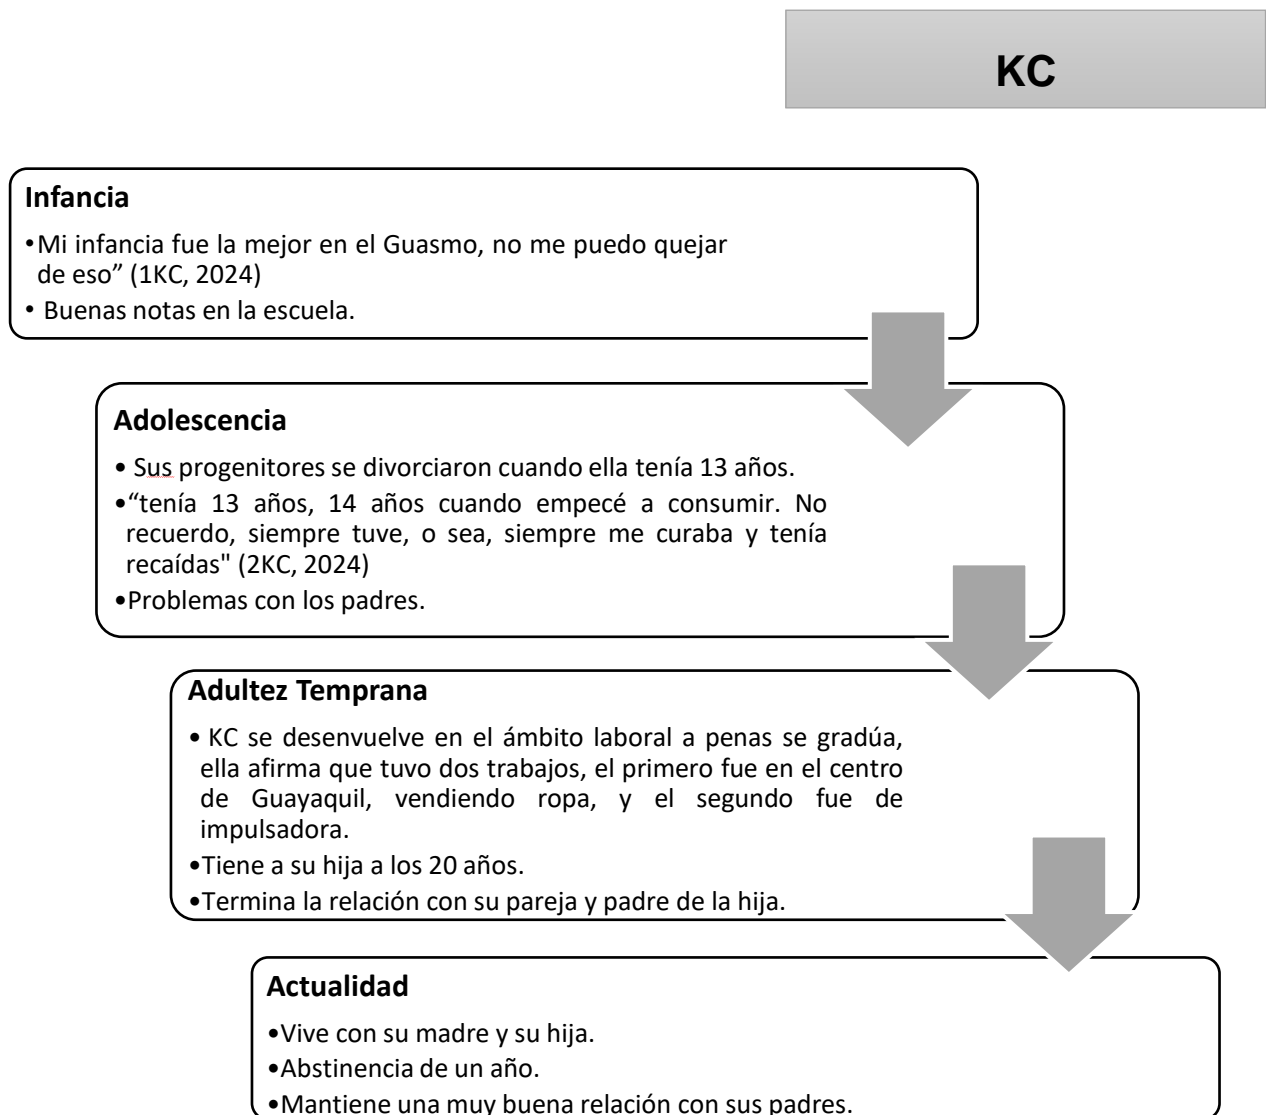 KC
Infancia
•Mi infancia fue la mejor en el Guasmo, no me puedo quejar
de eso” (1KC, 2024)
• Buenas notas en la escuela.
Adolescencia
• Sus progenitores se divorciaron cuando ella tenía 13 años.
•“tenía 13 años, 14 años cuando empecé a consumir. No
recuerdo, siempre tuve, o sea, siempre me curaba y tenía
recaídas" (2KC, 2024)
•Problemas con los padres.
Adultez Temprana
• KC se desenvuelve en el ámbito laboral a penas se gradúa,
ella afirma que tuvo dos trabajos, el primero fue en el centro
de Guayaquil, vendiendo ropa, y el segundo fue de
impulsadora.
•Tiene a su hija a los 20 años.
•Termina la relación con su pareja y padre de la hija.
Actualidad
•Vive con su madre y su hija.
•Abstinencia de un año.
•Mantiene una muy buena relación con sus padres.